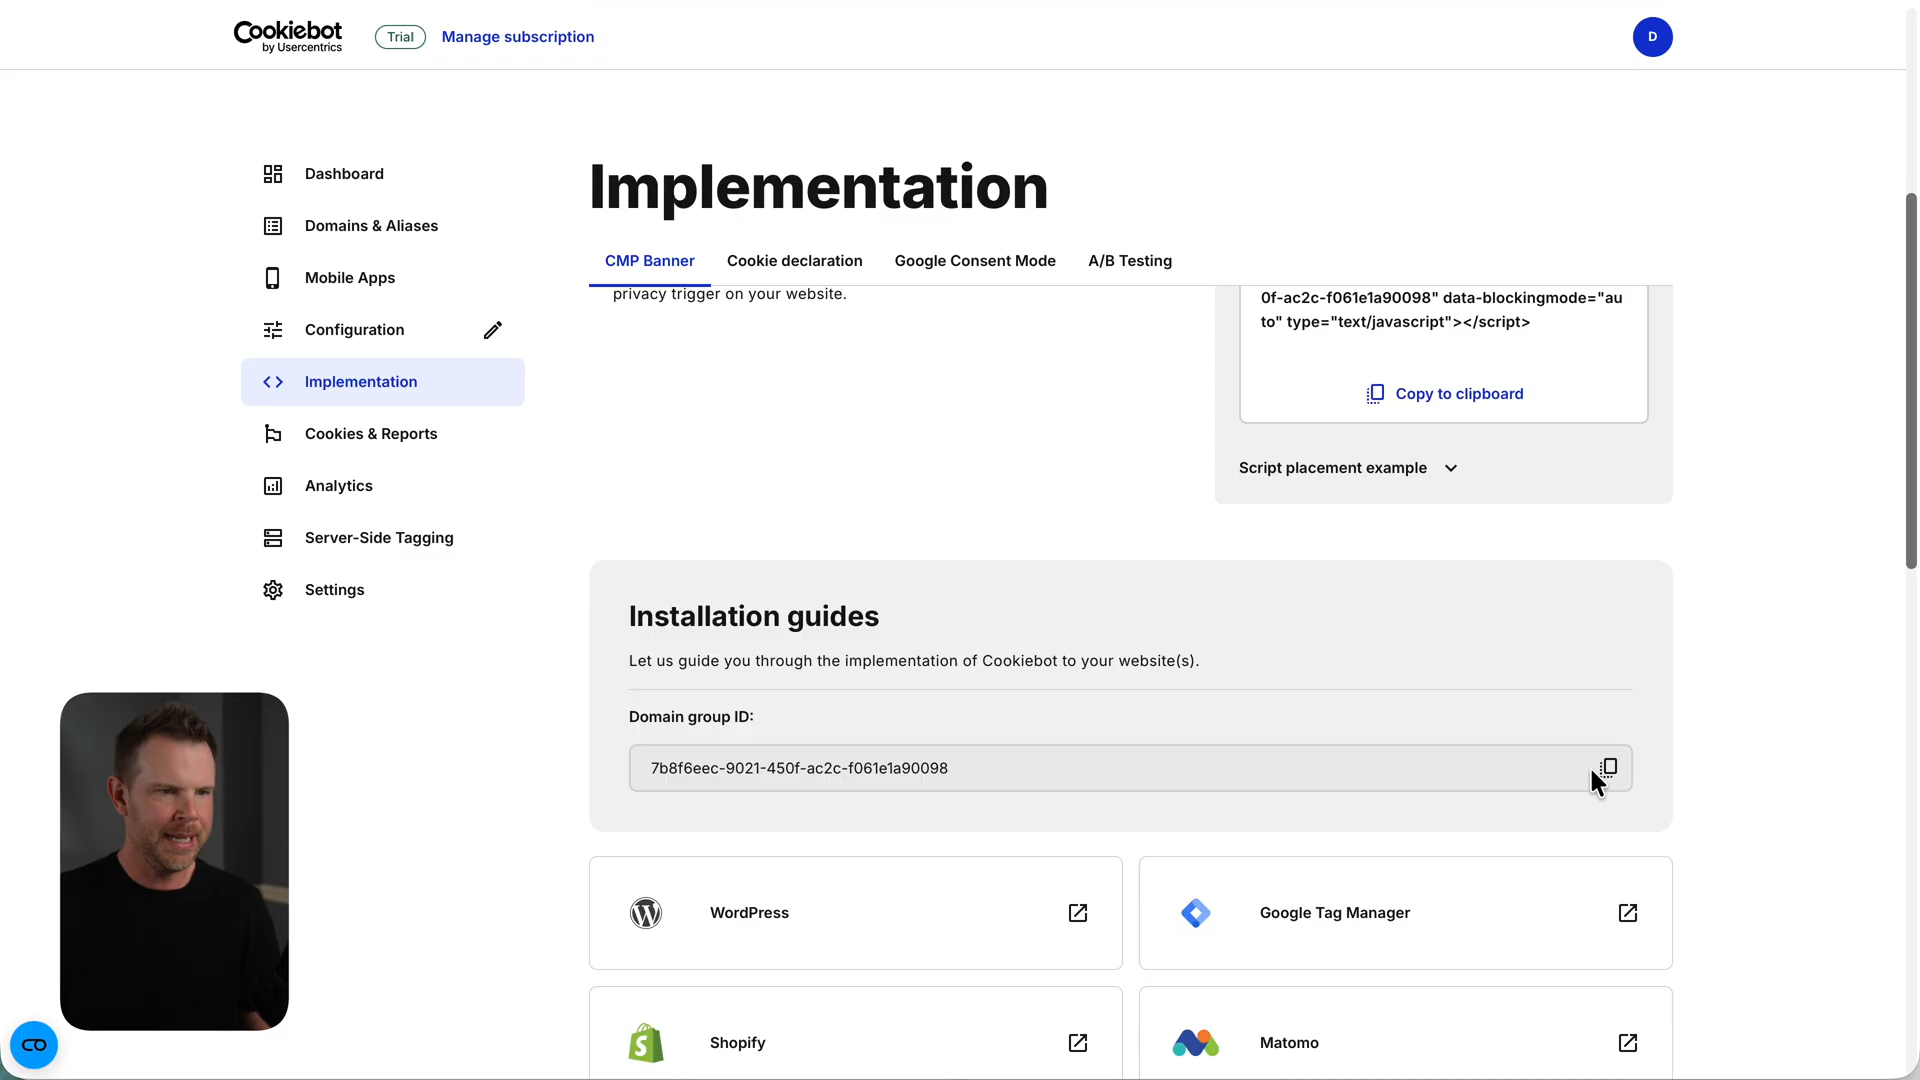 Cookiebot
by Usercentrics
Trial
Manage subscription
D
Dashboard
Domains & Aliases
Mobile Apps
Configuration
Implementation
Cookies & Reports
Analytics
Server-Side Tagging
Settings
Implementation
CMP Banner
Cookie declaration
Google Consent Mode
A/B Testing
privacy trigger on your website.
0f-ac2c-f061e1a90098" data-blockingmode="au
to" type="text/javascript"></script>
Copy to clipboard
Script placement example
Installation guides
Let us guide you through the implementation of Cookiebot to your website(s).
Domain group ID:
7b8f6eec-9021-450f-ac2c-f061e1a90098
WordPress
Google Tag Manager
Shopify
Matomo